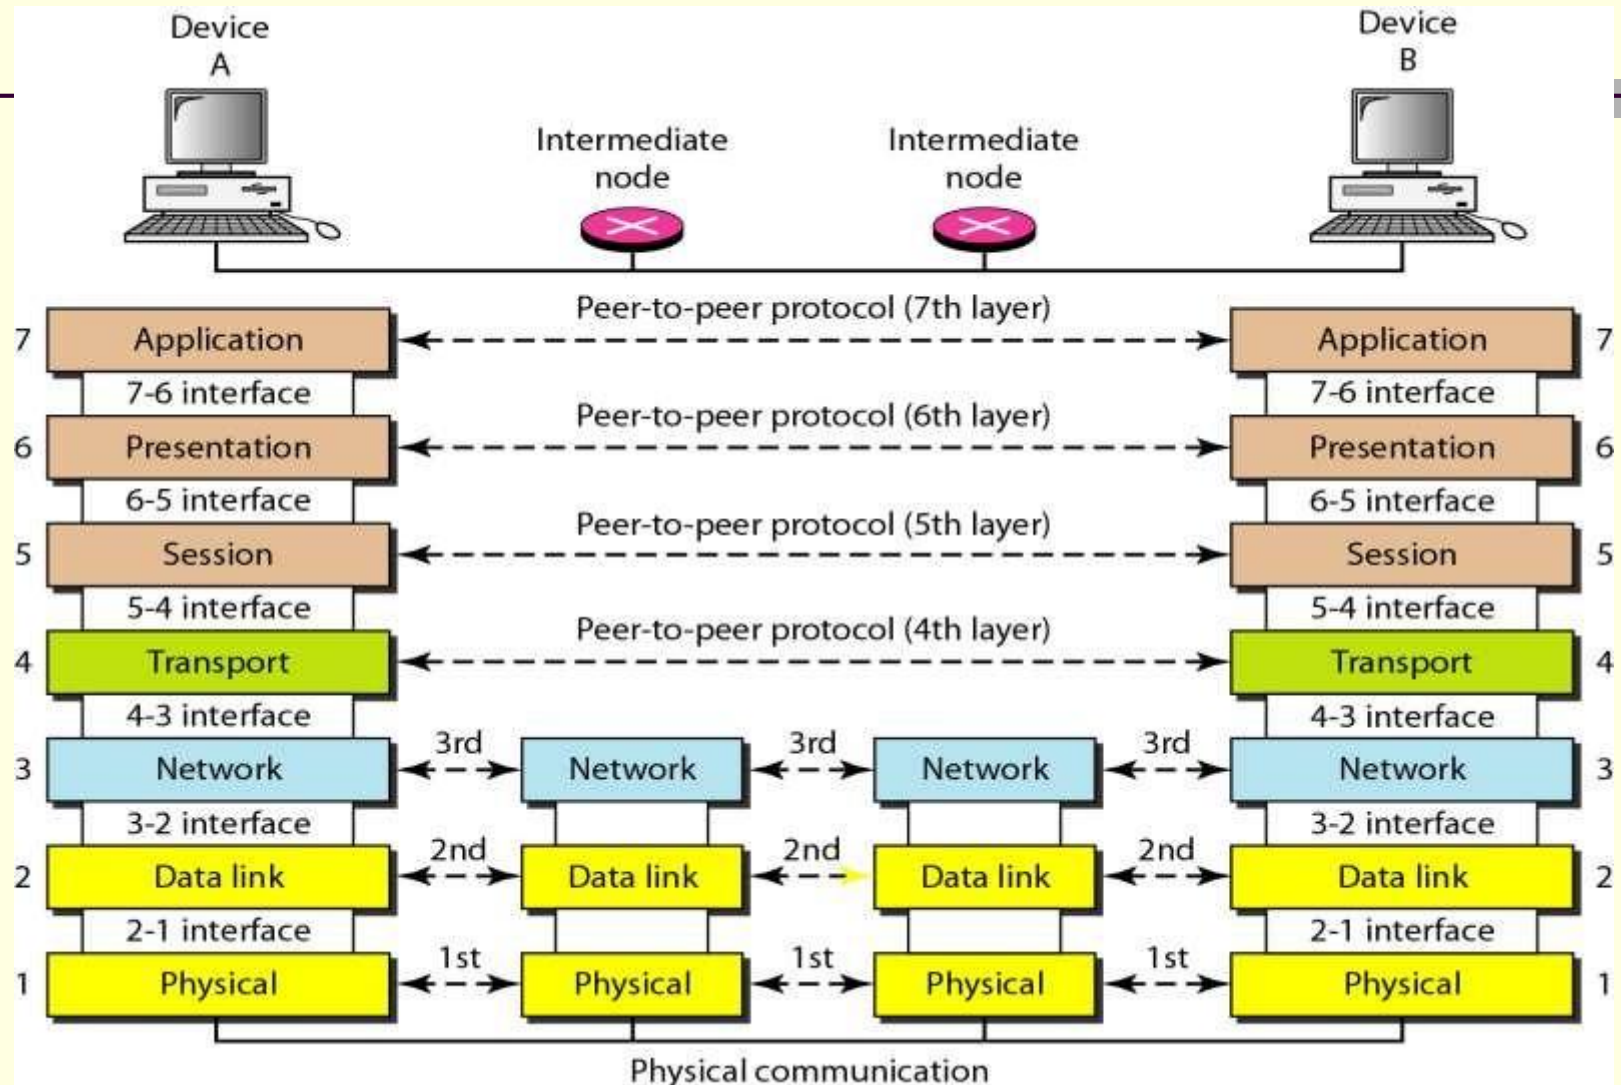 Device
A
Device
B
Intermediate
node
Intermediate
node
Peer-to-peer protocol (7th layer)
7 Application Application 7
7-6 interface 7-6 interface
Peer-to-peer protocol (6th layer)
6 Presentation Presentation 6
6-5 interface 6-5 interface
Peer-to-peer protocol (5th layer)
5 Session Session 5
5-4 interface 5-4 interface
Peer-to-peer protocol (4th layer)
4 Transport Transport 4
4-3 interface 4-3 interface
3rd 3rd 3rd
3 Network Network Network Network 3
3-2 interface 3-2 interface
2nd 2nd 2nd
2 Data link Data link Data link Data link 2
2-1 interface 2-1 interface
1st 1st 1st
1 Physical Physical Physical Physical 1
Physical communication